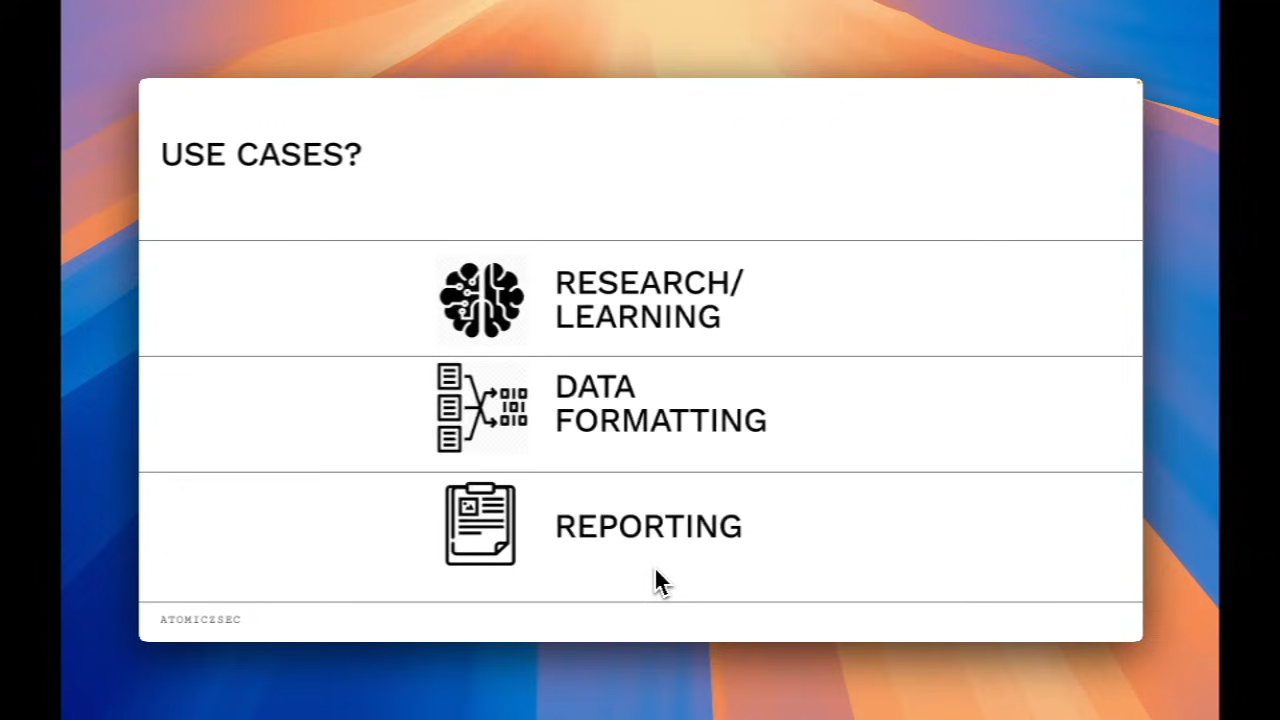 USE CASES?
RESEARCH/
LEARNING
DATA
FORMATTING
REPORTING
ATOMICZSEC